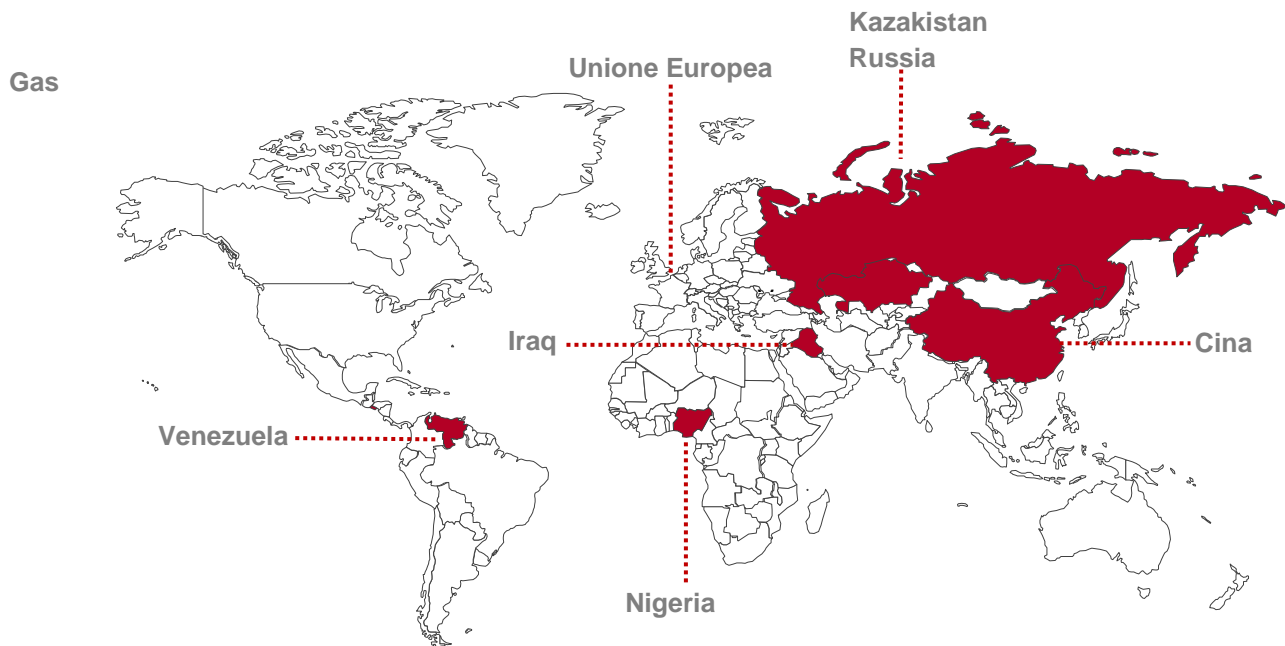 Kazakistan
Russia
Unione Europea
Gas
Iraq
Cina
Venezuela
Nigeria